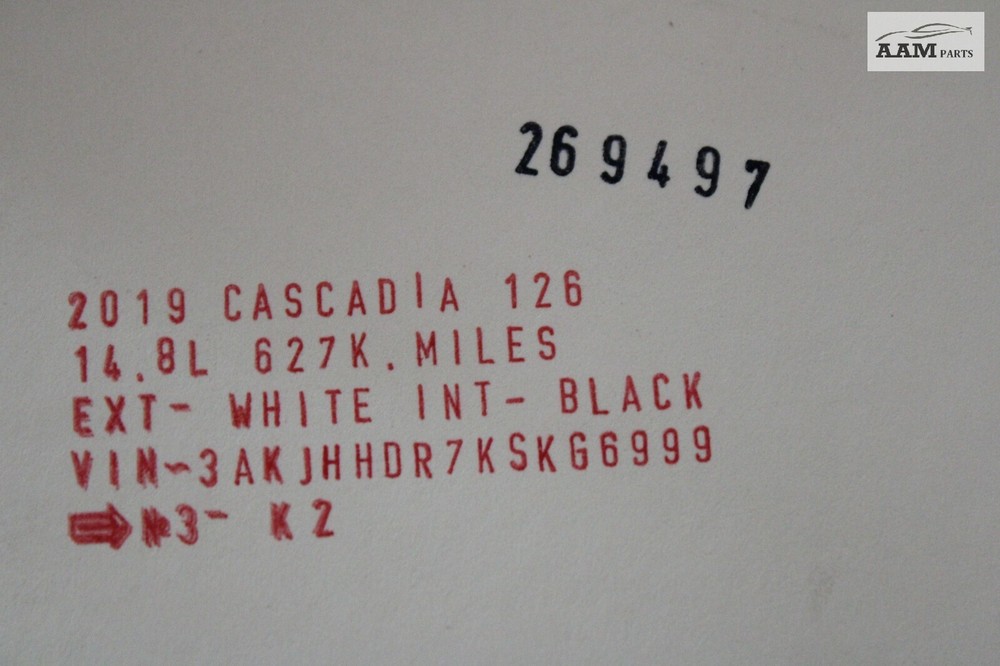 AAM PARTS
269497
2019 CASCADIA 126
14.8L 627K.MILES
EXT- WHITE INT- BLACK
VIN-3AKJHHDR7KSKG6999
⇨ №3- K2